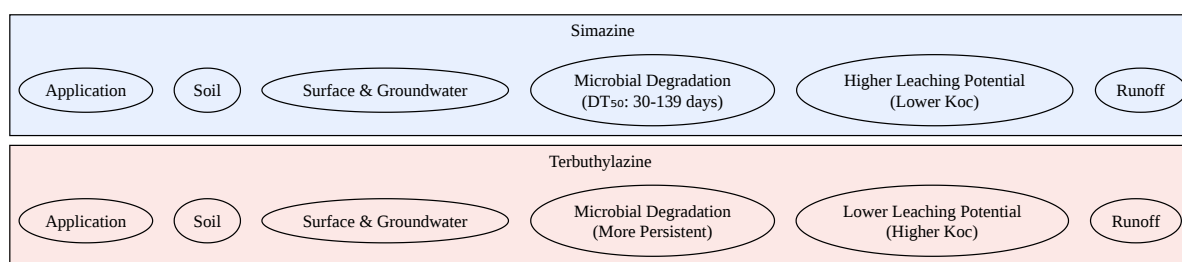 Simazine
Application
Soil
Surface & Groundwater
Microbial Degradation
(DT₅₀: 30-139 days)
Higher Leaching Potential
(Lower Koc)
Runoff
Terbuthylazine
Application
Soil
Surface & Groundwater
Microbial Degradation
(More Persistent)
Lower Leaching Potential
(Higher Koc)
Runoff